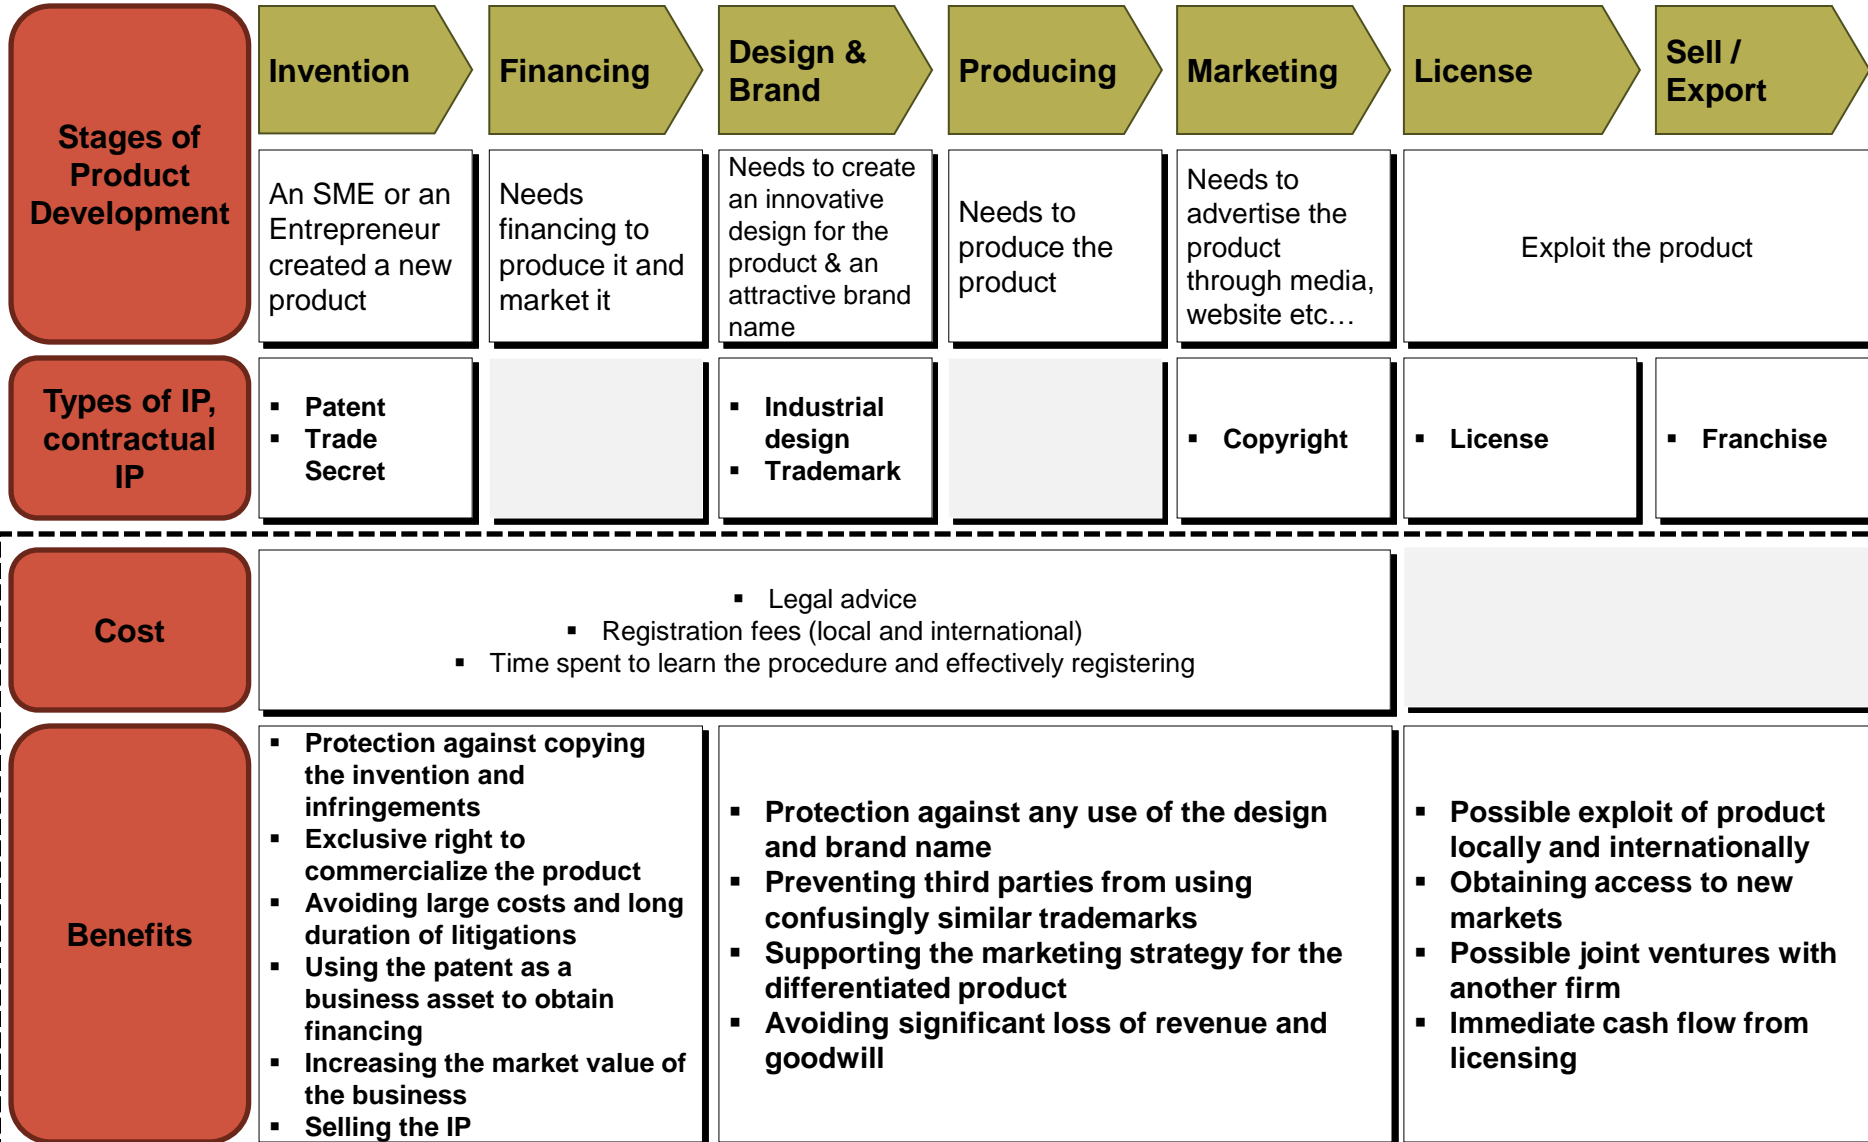 Stages of
Product
Development
Invention
Financing
Design &
Brand
Producing
Marketing
License
Sell /
Export
An SME or an
Entrepreneur
created a new
product
Needs
financing to
produce it and
market it
Needs to create
an innovative
design for the
product & an
attractive brand
name
Needs to
produce the
product
Needs to
advertise the
product
through media,
website etc…
Exploit the product
Types of IP,
contractual
IP
▪ Patent
▪ Trade
Secret
▪ Industrial
design
▪ Trademark
▪ Copyright
▪ License
▪ Franchise
Cost
▪ Legal advice
▪ Registration fees (local and international)
▪ Time spent to learn the procedure and effectively registering
Benefits
▪ Protection against copying
the invention and
infringements
▪ Exclusive right to
commercialize the product
▪ Avoiding large costs and long
duration of litigations
▪ Using the patent as a
business asset to obtain
financing
▪ Increasing the market value of
the business
▪ Selling the IP
▪ Protection against any use of the design
and brand name
▪ Preventing third parties from using
confusingly similar trademarks
▪ Supporting the marketing strategy for the
differentiated product
▪ Avoiding significant loss of revenue and
goodwill
▪ Possible exploit of product
locally and internationally
▪ Obtaining access to new
markets
▪ Possible joint ventures with
another firm
▪ Immediate cash flow from
licensing